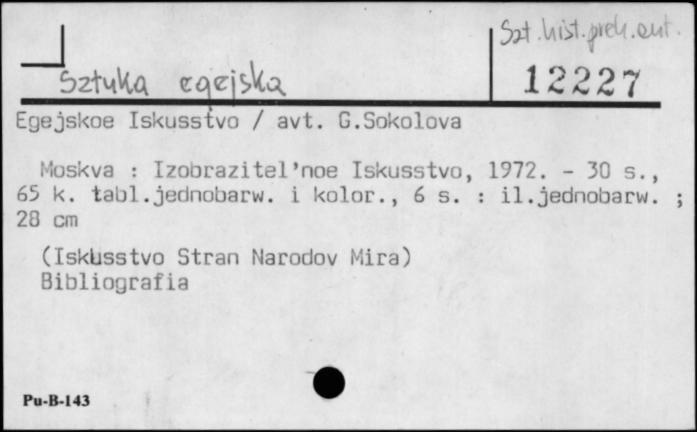 Szt.hist.preh.ant.
Sztuka egejska
12227
Egejskoe Iskusstvo / avt. G.Sokolova
Moskva : Izobrazitel'noe Iskusstvo, 1972. - 30 s.,
65 k. tabl.jednobarw. i kolor., 6 s. : il.jednobarw. ;
28 cm
(Iskusstvo Stran Narodov Mira)
Bibliografia
Pu-B-143